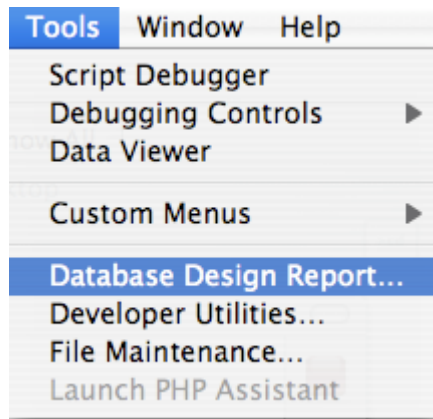 Tools Window Help
Script Debugger
Debugging Controls
Data Viewer
Custom Menus
Database Design Report...
Developer Utilities...
File Maintenance...
Launch PHP Assistant